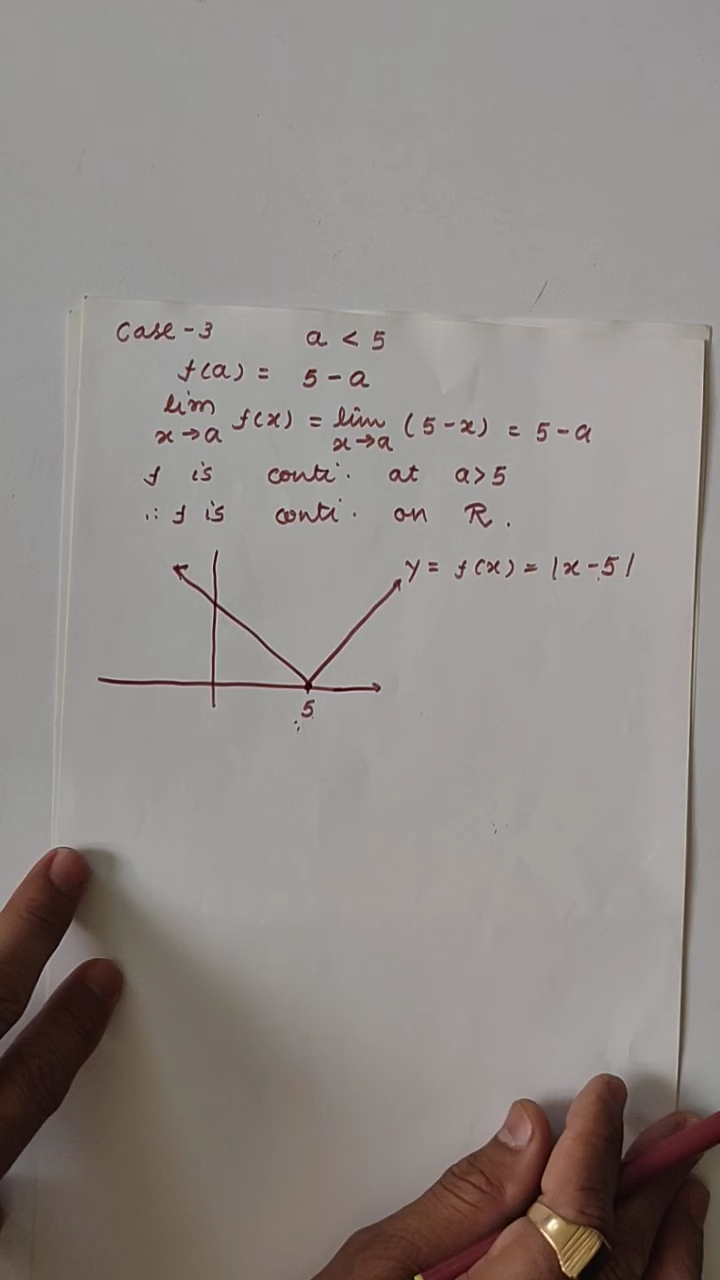 Case-3 a < 5
f(a) = 5-a
lim x→a f(x) = lim x→a (5-x) = 5-a
f is conti. at a>5
∴ f is conti. on R.
y = f(x) = |x-5|
5